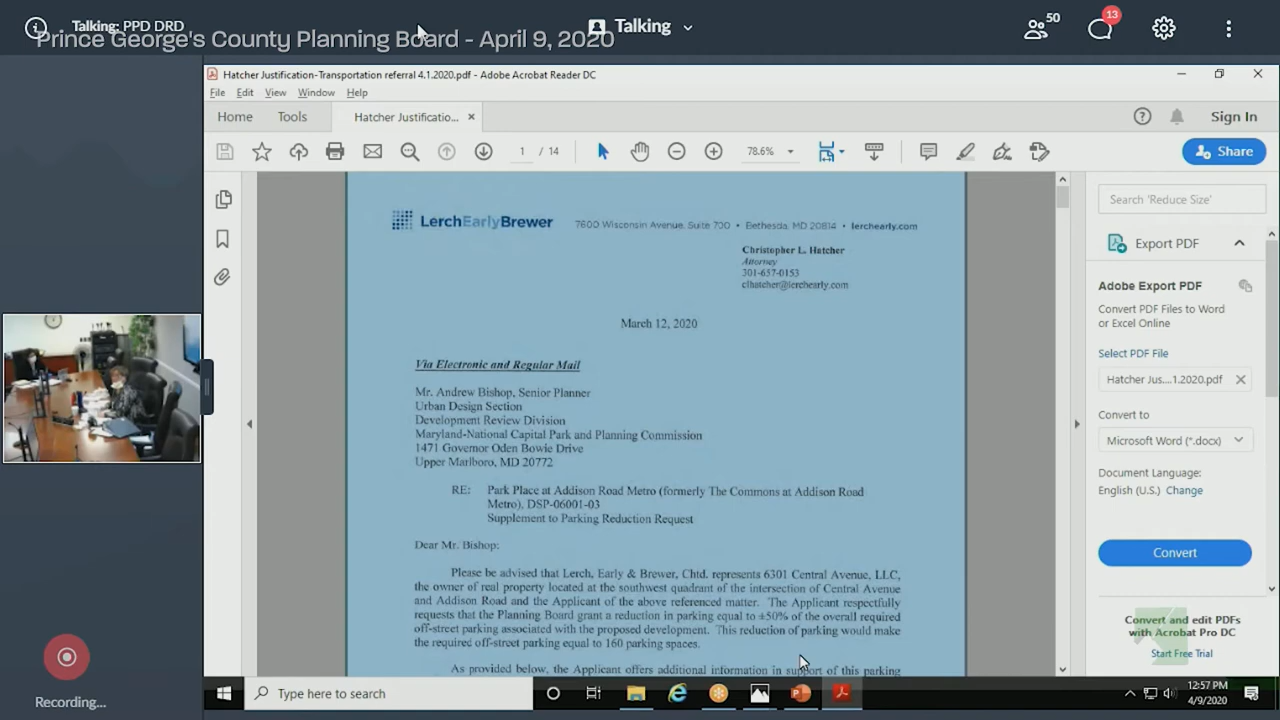 Talking: PPD DRD
Prince George's County Planning Board - April 9, 2020
Talking
50
13
Hatcher Justification-Transportation referral 4.1.2020.pdf - Adobe Acrobat Reader DC
File Edit View Window Help
Home Tools Hatcher Justificatio... Sign In
1 / 14 78.6% Share
LerchEarlyBrewer 7600 Wisconsin Avenue, Suite 700 • Bethesda, MD 20814 • lerchearly.com
Christopher L. Hatcher
Attorney
301-657-0153
clhatcher@lerchearly.com
March 12, 2020
Via Electronic and Regular Mail
Mr. Andrew Bishop, Senior Planner
Urban Design Section
Development Review Division
Maryland-National Capital Park and Planning Commission
1471 Governor Oden Bowie Drive
Upper Marlboro, MD 20772
RE: Park Place at Addison Road Metro (formerly The Commons at Addison Road
Metro), DSP-06001-03
Supplement to Parking Reduction Request
Dear Mr. Bishop:
Please be advised that Lerch, Early & Brewer, Chtd. represents 6301 Central Avenue, LLC,
the owner of real property located at the southwest quadrant of the intersection of Central Avenue
and Addison Road and the Applicant of the above referenced matter. The Applicant respectfully
requests that the Planning Board grant a reduction in parking equal to ±50% of the overall required
off-street parking associated with the proposed development. This reduction of parking would make
the required off-street parking equal to 160 parking spaces.
As provided below, the Applicant offers additional information in support of this parking
Search 'Reduce Size'
Export PDF
Adobe Export PDF
Convert PDF Files to Word
or Excel Online
Select PDF File
Hatcher Jus....1.2020.pdf
Convert to
Microsoft Word (*.docx)
Document Language:
English (U.S.) Change
Convert
Convert and edit PDFs
with Acrobat Pro DC
Start Free Trial
Recording...
Type here to search
12:57 PM
4/9/2020